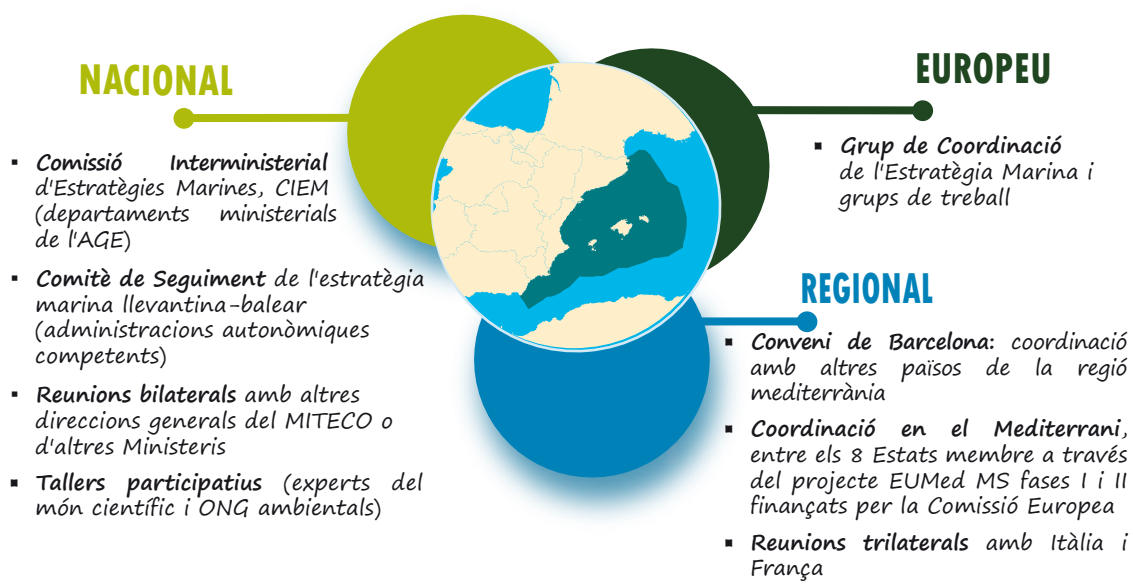 NACIONAL
▪ Comissió Interministerial
d'Estratègies Marines, CIEM
(departaments ministerials
de l'AGE)
▪ Comitè de Seguiment de l'estratègia
marina llevantina-balear
(administracions autonòmiques
competents)
▪ Reunions bilaterals amb altres
direccions generals del MITECO o
d'altres Ministeris
▪ Tallers participatius (experts del
món científic i ONG ambientals)
EUROPEU
▪ Grup de Coordinació
de l'Estratègia Marina i
grups de treball
REGIONAL
▪ Conveni de Barcelona: coordinació
amb altres països de la regió
mediterrània
▪ Coordinació en el Mediterrani,
entre els 8 Estats membre a través
del projecte EUMed MS fases I i II
finançats per la Comissió Europea
▪ Reunions trilaterals amb Itàlia i
França